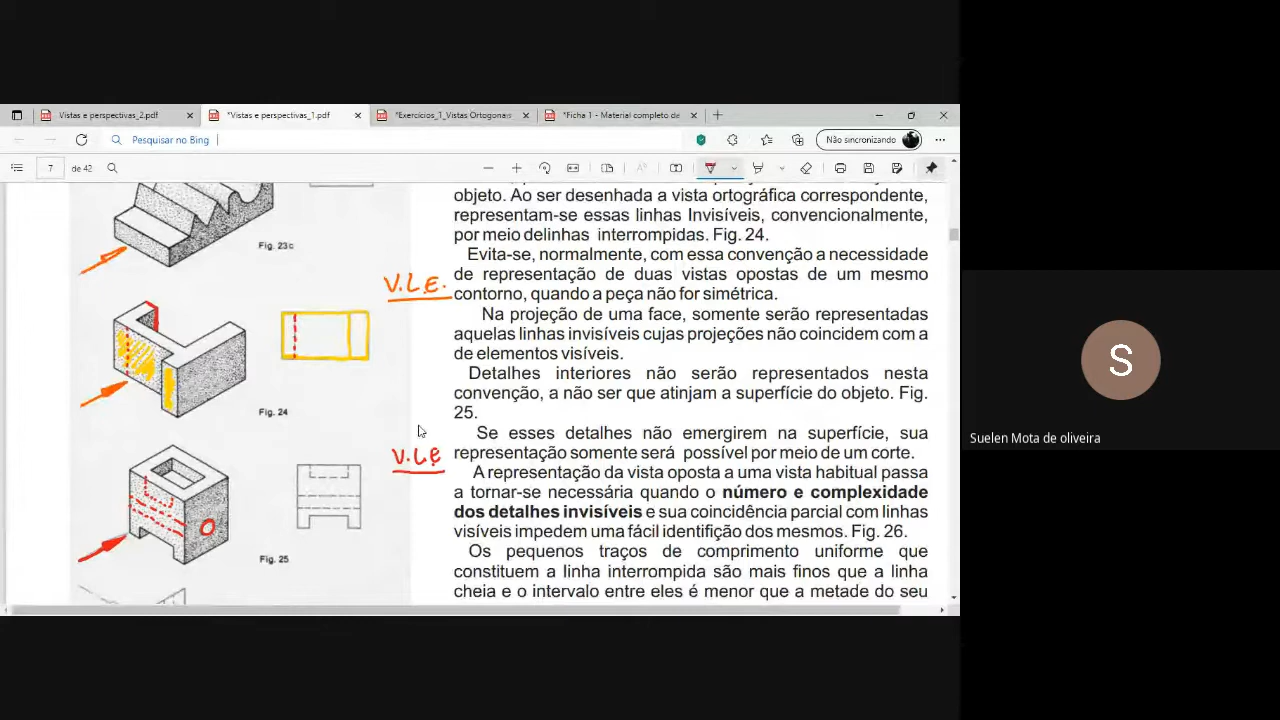 Vistas e perspectivas_2.pdf
*Vistas e perspectivas_1.pdf
*Exercícios_1_Vistas Ortogonais
*Ficha 1 - Material completo da
Pesquisar no Bing
Não sincronizando
7
de 42
Fig. 23c
V.L.E.
Fig. 24
V.L.E
Fig. 25
objeto. Ao ser desenhada a vista ortográfica correspondente,
representam-se essas linhas Invisíveis, convencionalmente,
por meio delinhas interrompidas. Fig. 24.
Evita-se, normalmente, com essa convenção a necessidade
de representação de duas vistas opostas de um mesmo
contorno, quando a peça não for simétrica.
Na projeção de uma face, somente serão representadas
aquelas linhas invisíveis cujas projeções não coincidem com a
de elementos visíveis.
Detalhes interiores não serão representados nesta
convenção, a não ser que atinjam a superfície do objeto. Fig.
25.
Se esses detalhes não emergirem na superfície, sua
representação somente será possível por meio de um corte.
A representação da vista oposta a uma vista habitual passa
a tornar-se necessária quando o número e complexidade
dos detalhes invisíveis e sua coincidência parcial com linhas
visíveis impedem uma fácil identifição dos mesmos. Fig. 26.
Os pequenos traços de comprimento uniforme que
constituem a linha interrompida são mais finos que a linha
cheia e o intervalo entre eles é menor que a metade do seu
S
Suelen Mota de oliveira